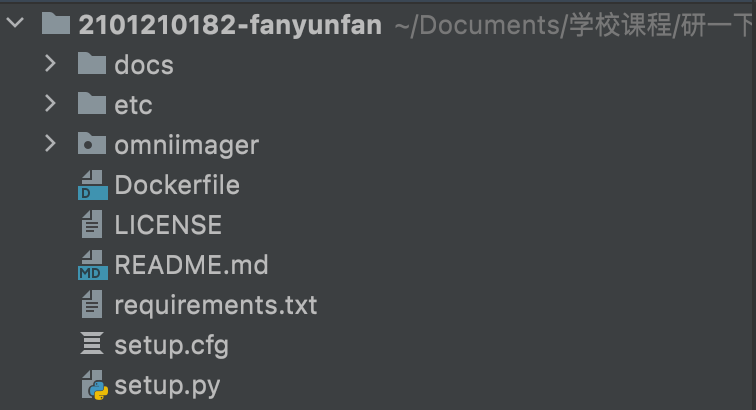 2101210182-fanyunfan ~/Documents/学校课程/研一下
docs
etc
omniimager
D Dockerfile
LICENSE
MD README.md
requirements.txt
setup.cfg
setup.py